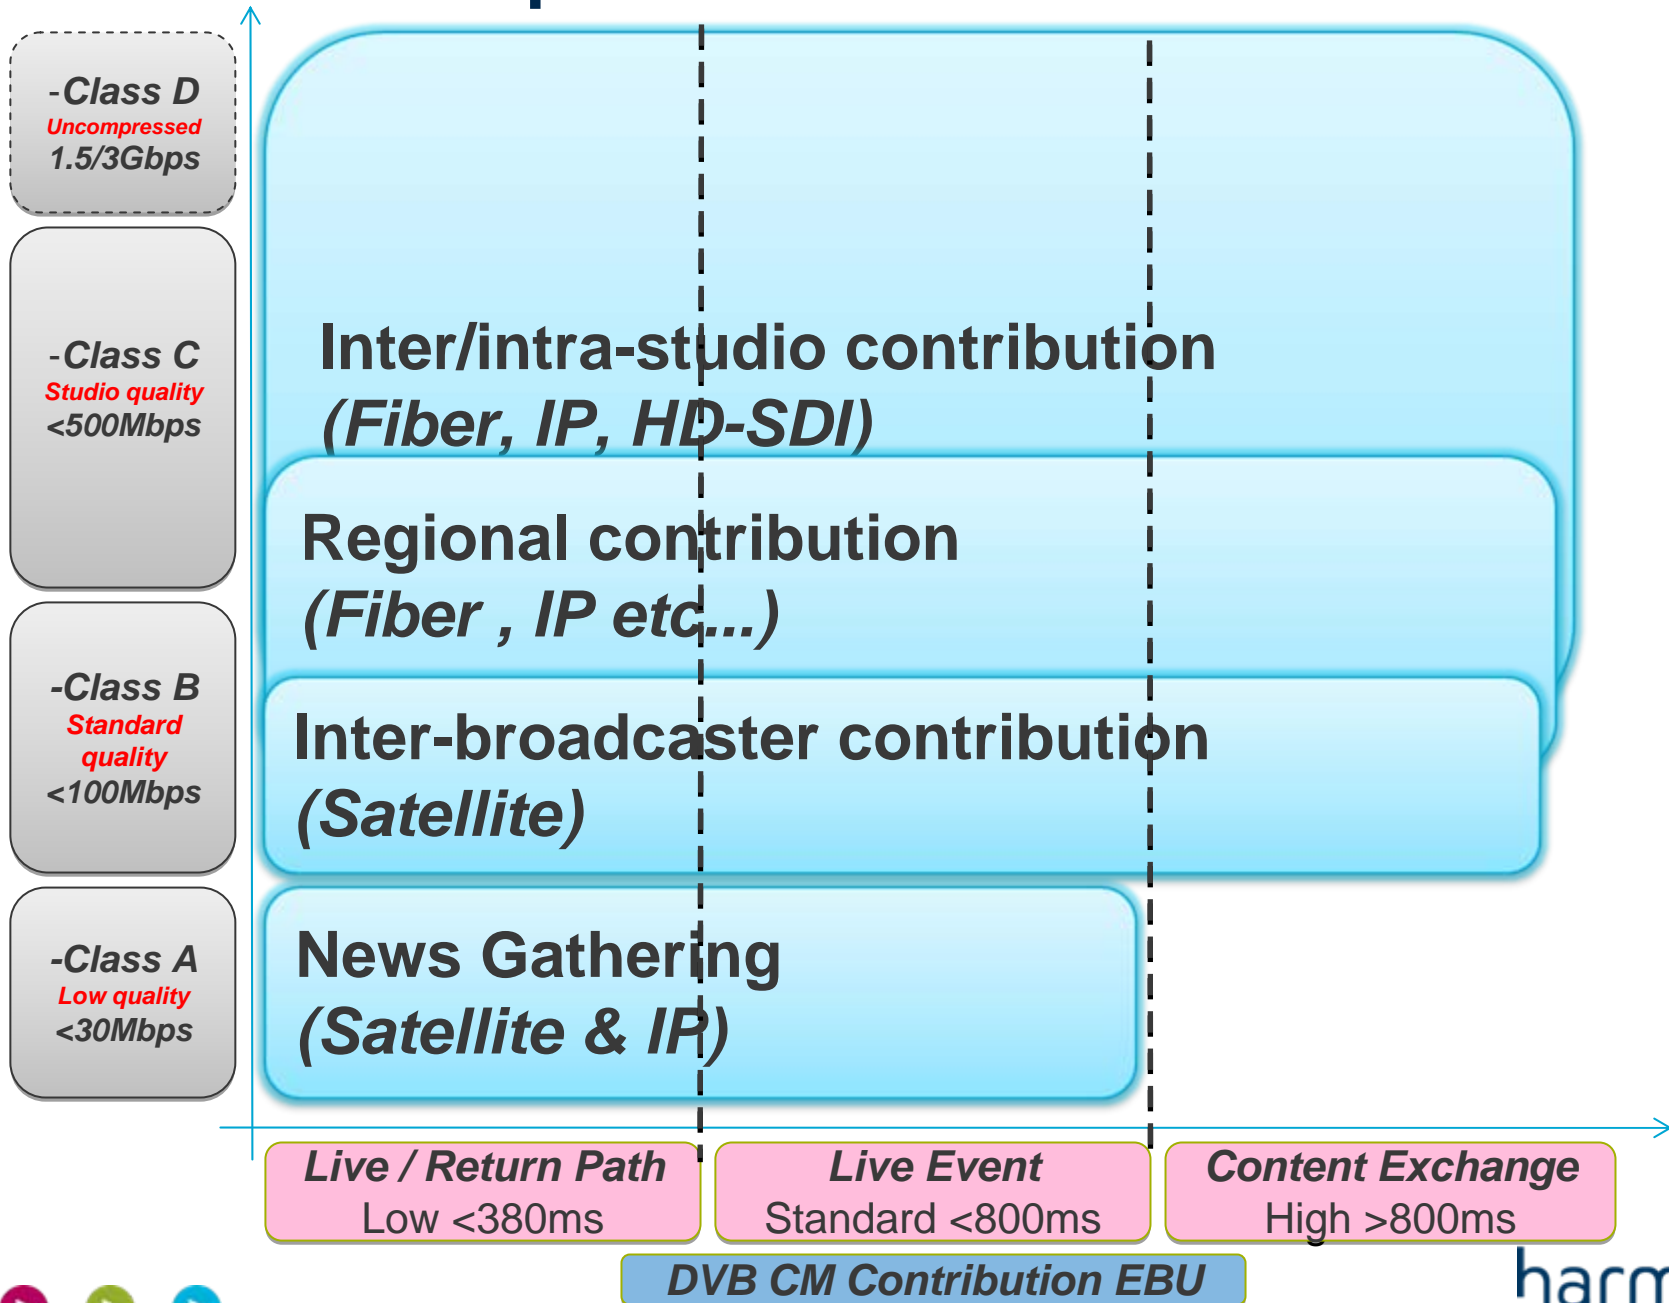 -Class D
Uncompressed
1.5/3Gbps
-Class C
Studio quality
<500Mbps
-Class B
Standard
quality
<100Mbps
-Class A
Low quality
<30Mbps
Inter/intra-studio contribution
(Fiber, IP, HD-SDI)
Regional contribution
(Fiber , IP etc...)
Inter-broadcaster contribution
(Satellite)
News Gathering
(Satellite & IP)
Live / Return Path
Low <380ms
Live Event
Standard <800ms
Content Exchange
High >800ms
DVB CM Contribution EBU